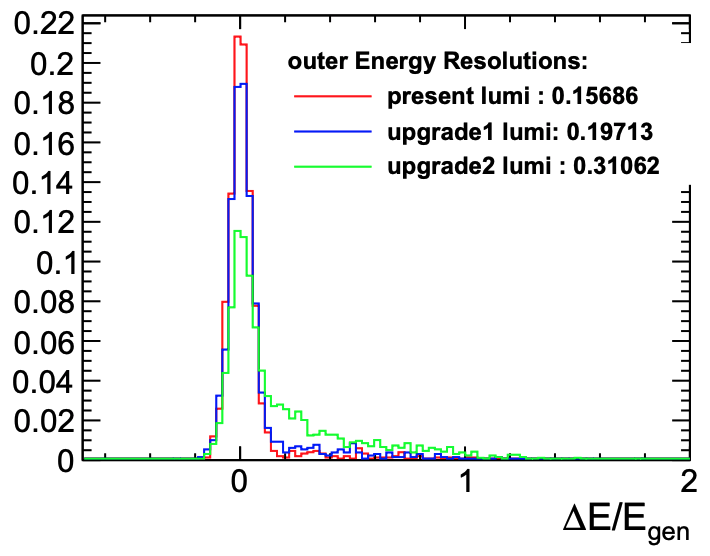 0.22
0.2
0.18
0.16
0.14
0.12
0.1
0.08
0.06
0.04
0.02
0
outer Energy Resolutions:
present lumi : 0.15686
upgrade1 lumi: 0.19713
upgrade2 lumi : 0.31062
0 1 2
ΔE/E_gen